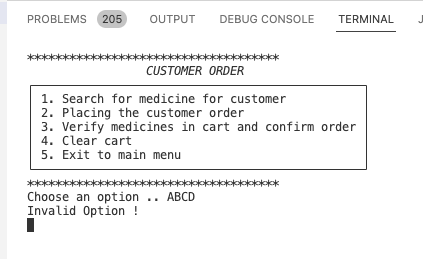 PROBLEMS 205 OUTPUT DEBUG CONSOLE TERMINAL
************************************
CUSTOMER ORDER
1. Search for medicine for customer
2. Placing the customer order
3. Verify medicines in cart and confirm order
4. Clear cart
5. Exit to main menu
************************************
Choose an option .. ABCD
Invalid Option !